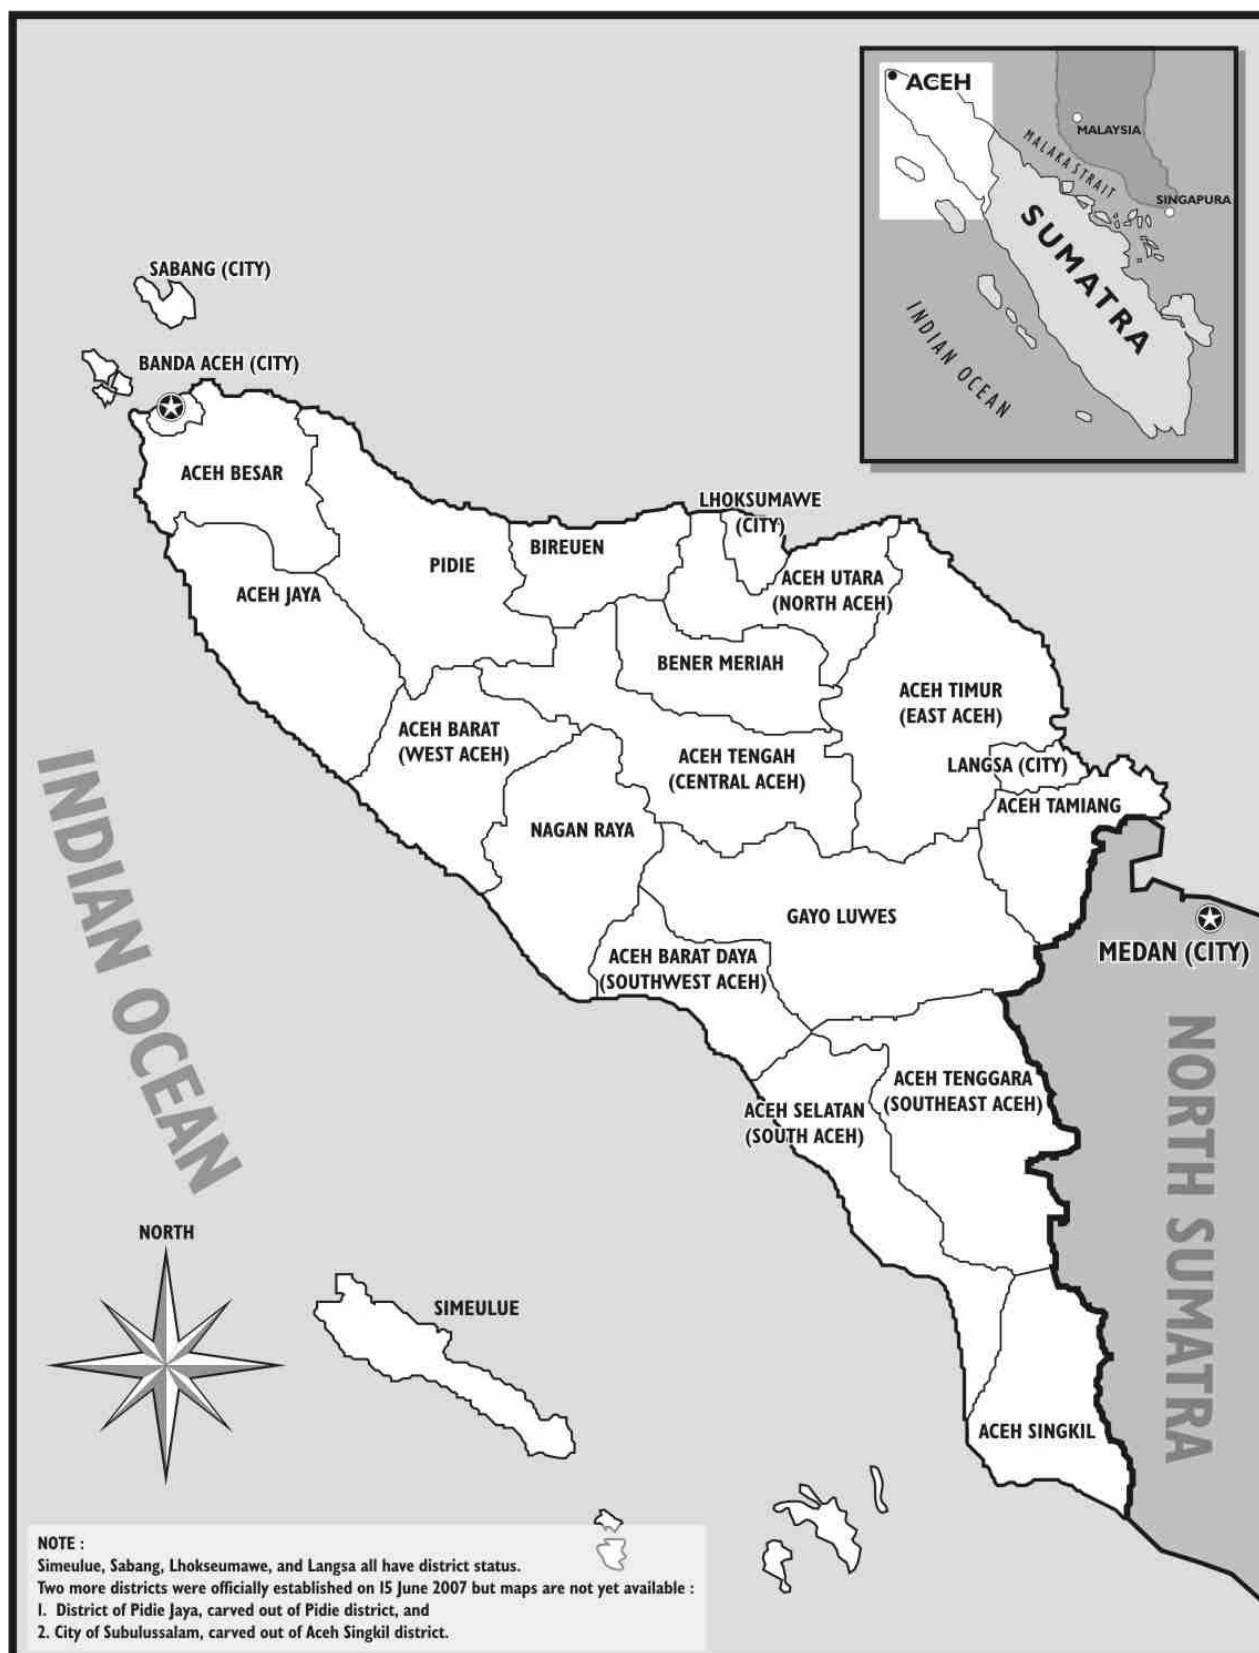 ACEH
MALAYSIA
MALAKA STRAIT
SINGAPURA
SUMATRA
INDIAN OCEAN
SABANG (CITY)
BANDA ACEH (CITY)
ACEH BESAR
LHOKSUMAWE
(CITY)
BIREUEN
PIDIE
ACEH UTARA
(NORTH ACEH)
ACEH JAYA
BENER MERIAH
ACEH TIMUR
(EAST ACEH)
ACEH BARAT
(WEST ACEH)
ACEH TENGAH
(CENTRAL ACEH)
LANGSA (CITY)
ACEH TAMIANG
NAGAN RAYA
GAYO LUWES
MEDAN (CITY)
ACEH BARAT DAYA
(SOUTHWEST ACEH)
INDIAN OCEAN
NORTH SUMATRA
ACEH TENGGARA
(SOUTHEAST ACEH)
ACEH SELATAN
(SOUTH ACEH)
NORTH
SIMEULUE
ACEH SINGKIL
NOTE :
Simeulue, Sabang, Lhokseumawe, and Langsa all have district status.
Two more districts were officially established on 15 June 2007 but maps are not yet available :
1. District of Pidie Jaya, carved out of Pidie district, and
2. City of Subulussalam, carved out of Aceh Singkil district.